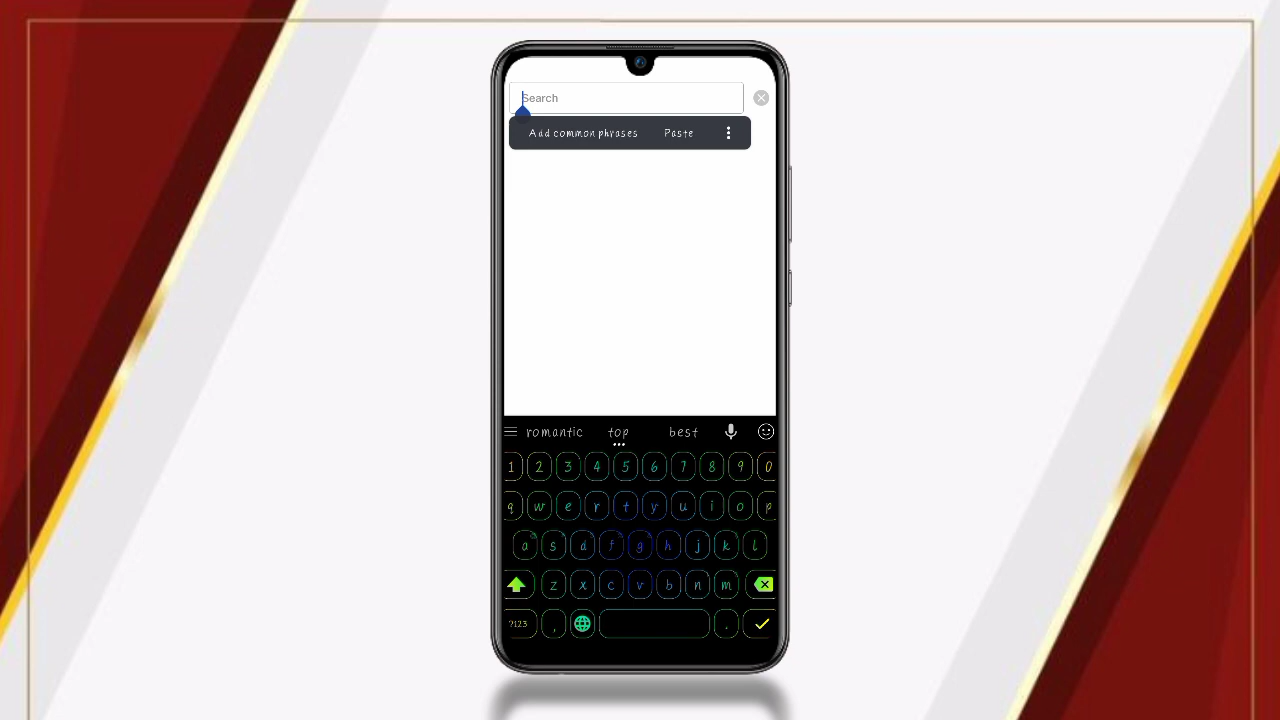 Search
Add common phrases Paste
romantic top best
1 2 3 4 5 6 7 8 9 0
q w e r t y u i o p
a s d f g h j k l
z x c v b n m
?123 , .